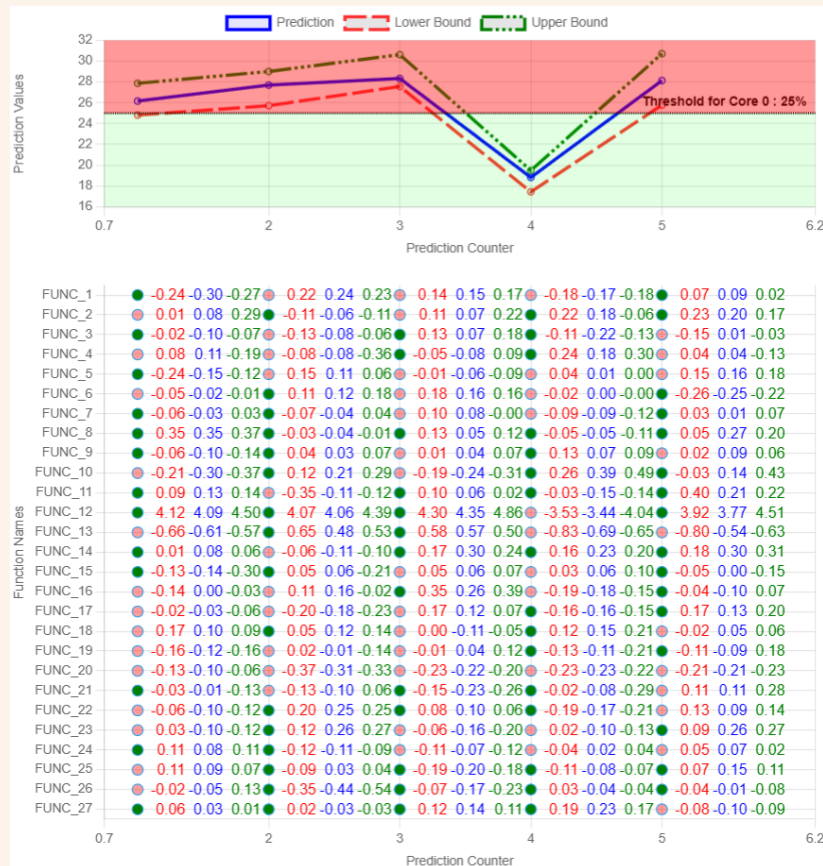 Prediction Lower Bound Upper Bound
32
30
28
26
24
22
20
18
16
Prediction Values
Threshold for Core 0 : 25%
0.7 2 3 4 5 6.2
Prediction Counter
Function Names
FUNC_1 -0.24 -0.30 -0.27 0.22 0.24 0.23 0.14 0.15 0.17 -0.18 -0.17 -0.18 0.07 0.09 0.02
FUNC_2 0.01 0.08 0.29 -0.11 -0.06 -0.11 0.11 0.07 0.22 0.22 0.18 -0.06 0.23 0.20 0.17
FUNC_3 -0.02 -0.10 -0.07 -0.13 -0.08 -0.06 0.13 0.07 0.18 -0.11 -0.22 -0.13 -0.15 0.01 -0.03
FUNC_4 0.08 0.11 -0.19 -0.08 -0.08 -0.36 -0.05 -0.08 0.09 0.24 0.18 0.30 0.04 0.04 -0.13
FUNC_5 -0.24 -0.15 -0.12 0.15 0.11 0.06 -0.01 -0.06 -0.09 0.04 0.01 0.00 0.15 0.16 0.18
FUNC_6 -0.05 -0.02 -0.01 0.11 0.12 0.18 0.18 0.16 0.16 -0.02 0.00 -0.00 -0.26 -0.25 -0.22
FUNC_7 -0.06 -0.03 0.03 -0.07 -0.04 0.04 0.10 0.08 -0.00 -0.09 -0.09 -0.12 0.03 0.01 0.07
FUNC_8 0.35 0.35 0.37 -0.03 -0.04 -0.01 0.13 0.05 0.12 -0.05 -0.05 -0.11 0.05 0.27 0.20
FUNC_9 -0.06 -0.10 -0.14 0.04 0.03 0.07 0.01 0.04 0.07 0.13 0.07 0.09 0.02 0.09 0.06
FUNC_10 -0.21 -0.30 -0.37 0.12 0.21 0.29 -0.19 -0.24 -0.31 0.26 0.39 0.49 -0.03 0.14 0.43
FUNC_11 0.09 0.13 0.14 -0.35 -0.11 -0.12 0.10 0.06 0.02 -0.03 -0.15 -0.14 0.40 0.21 0.22
FUNC_12 4.12 4.09 4.50 4.07 4.06 4.39 4.30 4.35 4.86 -3.53 -3.44 -4.04 3.92 3.77 4.51
FUNC_13 -0.66 -0.61 -0.57 0.65 0.48 0.53 0.58 0.57 0.50 -0.83 -0.69 -0.65 -0.80 -0.54 -0.63
FUNC_14 0.01 0.08 0.06 -0.06 -0.11 -0.10 0.17 0.30 0.24 0.16 0.23 0.20 0.18 0.30 0.31
FUNC_15 -0.13 -0.14 -0.30 0.05 0.06 -0.21 0.05 0.06 0.07 0.03 0.06 0.10 -0.05 0.00 -0.15
FUNC_16 -0.14 0.00 -0.03 0.11 0.16 -0.02 0.35 0.26 0.39 -0.19 -0.18 -0.15 -0.04 -0.10 0.07
FUNC_17 -0.02 -0.03 -0.06 -0.20 -0.18 -0.23 0.17 0.12 0.07 -0.16 -0.16 -0.15 0.17 0.13 0.20
FUNC_18 0.17 0.10 0.09 0.05 0.12 0.14 0.00 -0.11 -0.05 0.12 0.15 0.21 -0.02 0.05 0.06
FUNC_19 -0.16 -0.12 -0.16 0.02 -0.01 -0.14 -0.01 0.04 0.12 -0.13 -0.11 -0.21 -0.11 -0.09 0.18
FUNC_20 -0.13 -0.10 -0.06 -0.37 -0.31 -0.33 -0.23 -0.22 -0.20 -0.23 -0.23 -0.22 -0.21 -0.21 -0.23
FUNC_21 -0.03 -0.01 -0.13 -0.13 -0.10 0.06 -0.15 -0.23 -0.26 -0.02 -0.08 -0.29 0.11 0.11 0.28
FUNC_22 -0.06 -0.10 -0.12 0.20 0.25 0.25 0.08 0.10 0.06 -0.19 -0.17 -0.21 0.13 0.09 0.14
FUNC_23 0.03 -0.10 -0.12 0.12 0.26 0.27 -0.06 -0.16 -0.20 0.02 -0.10 -0.13 0.09 0.26 0.27
FUNC_24 0.11 0.08 0.11 -0.12 -0.11 -0.09 -0.11 -0.07 -0.12 -0.04 0.02 0.04 0.05 0.07 0.02
FUNC_25 0.11 0.09 0.07 -0.09 0.03 0.04 -0.19 -0.20 -0.18 -0.11 -0.08 -0.07 0.07 0.15 0.11
FUNC_26 -0.02 -0.05 0.13 -0.35 -0.44 -0.54 -0.07 -0.17 -0.23 0.03 -0.04 -0.04 -0.04 -0.01 -0.08
FUNC_27 0.06 0.03 0.01 0.02 -0.03 -0.03 0.12 0.14 0.11 0.19 0.23 0.17 -0.08 -0.10 -0.09
0.7 2 3 4 5 6.2
Prediction Counter